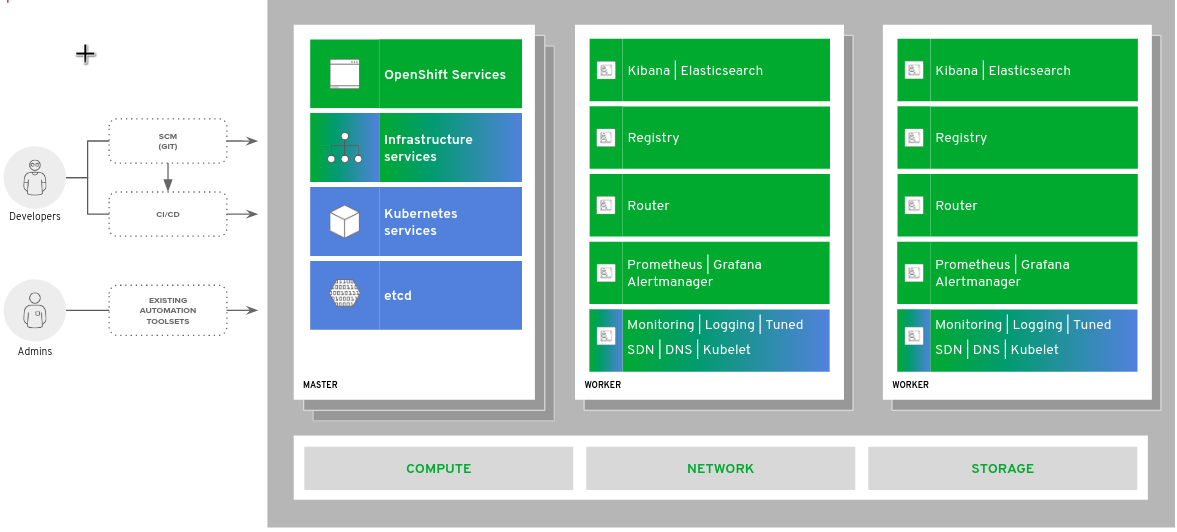 Developers
SCM
(GIT)
CI/CD
Admins
EXISTING
AUTOMATION
TOOLSETS
OpenShift Services
Infrastructure
services
Kubernetes
services
etcd
MASTER
Kibana | Elasticsearch
Registry
Router
Prometheus | Grafana
Alertmanager
Monitoring | Logging | Tuned
SDN | DNS | Kubelet
WORKER
Kibana | Elasticsearch
Registry
Router
Prometheus | Grafana
Alertmanager
Monitoring | Logging | Tuned
SDN | DNS | Kubelet
WORKER
COMPUTE
NETWORK
STORAGE